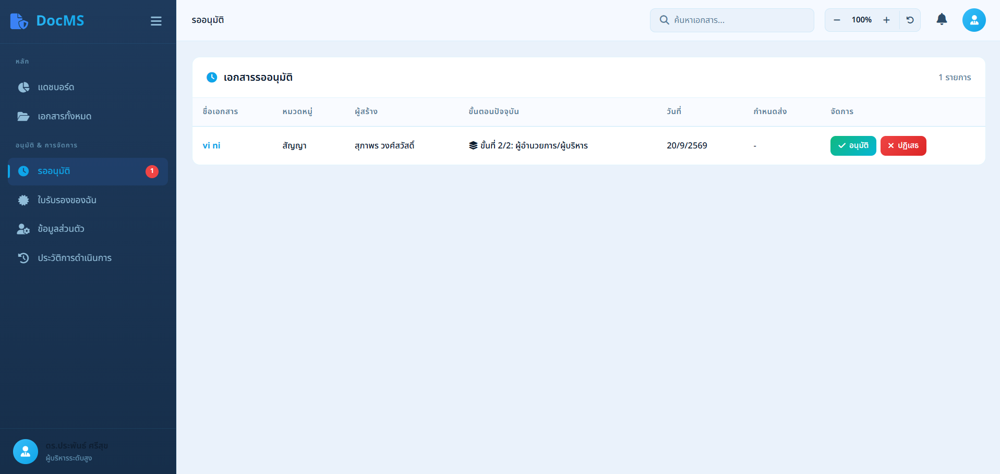 DocMS
หลัก
แดชบอร์ด
เอกสารทั้งหมด
อนุมัติ & การจัดการ
รออนุมัติ 1
ใบรับรองของฉัน
ข้อมูลส่วนตัว
ประวัติการดำเนินการ
ดร.ประพันธ์ ศรีสุข
ผู้บริหารระดับสูง
รออนุมัติ ค้นหาเอกสาร... 100%
เอกสารรออนุมัติ 1 รายการ
ชื่อเอกสาร หมวดหมู่ ผู้สร้าง ขั้นตอนปัจจุบัน วันที่ กำหนดส่ง จัดการ
vi ni สัญญา สุภาพร วงศ์สวัสดิ์ ขั้นที่ 2/2: ผู้อำนวยการ/ผู้บริหาร 20/9/2569 - อนุมัติ ปฏิเสธ